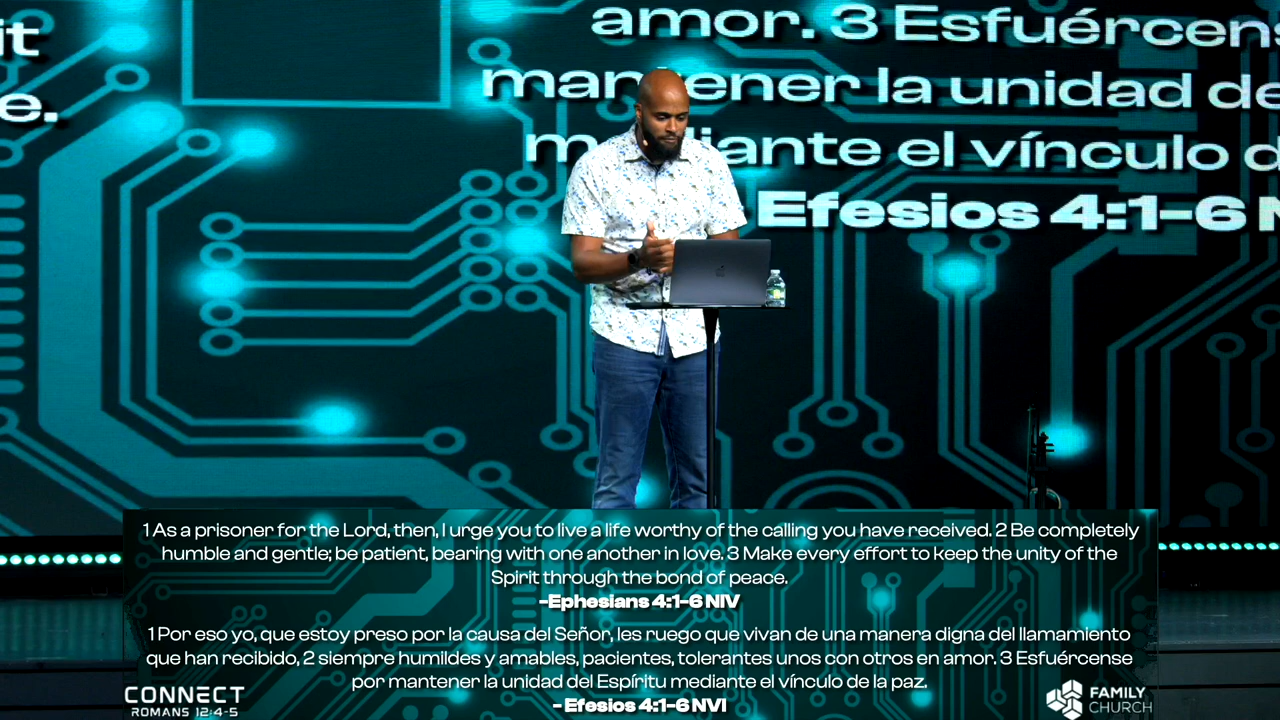 it
e.
amor. 3 Esfuércens
mantener la unidad de
mediante el vínculo d
Efesios 4:1-6 N
1 As a prisoner for the Lord, then, I urge you to live a life worthy of the calling you have received. 2 Be completely
humble and gentle; be patient, bearing with one another in love. 3 Make every effort to keep the unity of the
Spirit through the bond of peace.
-Ephesians 4:1-6 NIV
1 Por eso yo, que estoy preso por la causa del Señor, les ruego que vivan de una manera digna del llamamiento
que han recibido, 2 siempre humildes y amables, pacientes, tolerantes unos con otros en amor. 3 Esfuércense
por mantener la unidad del Espíritu mediante el vínculo de la paz.
- Efesios 4:1-6 NVI
CONNECT
ROMANS 12:4-5
FAMILY
CHURCH